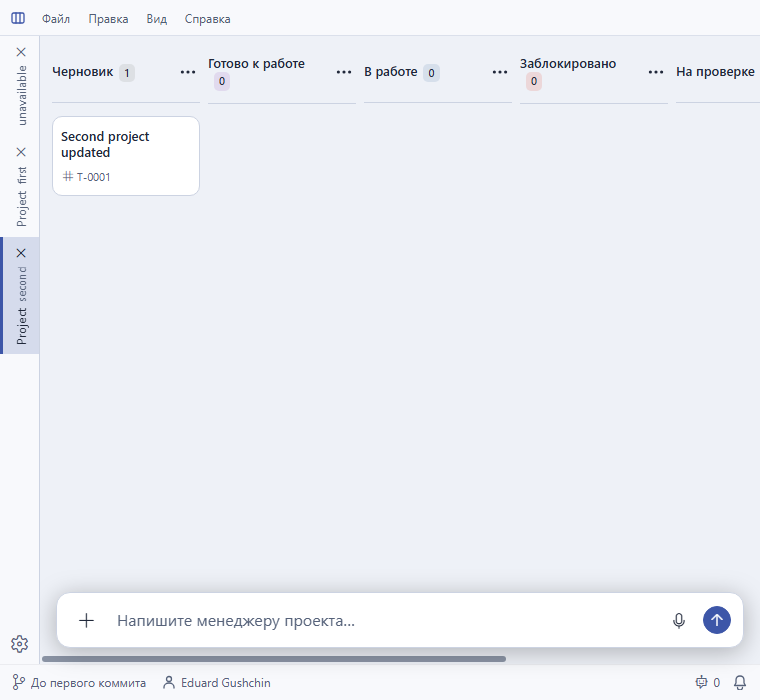 Файл Правка Вид Справка
unavailable
Project first
Project second
Черновик 1
Готово к работе
0
В работе 0
Заблокировано
0
На проверке
Second project
updated
T-0001
Напишите менеджеру проекта...
До первого коммита Eduard Gushchin 0